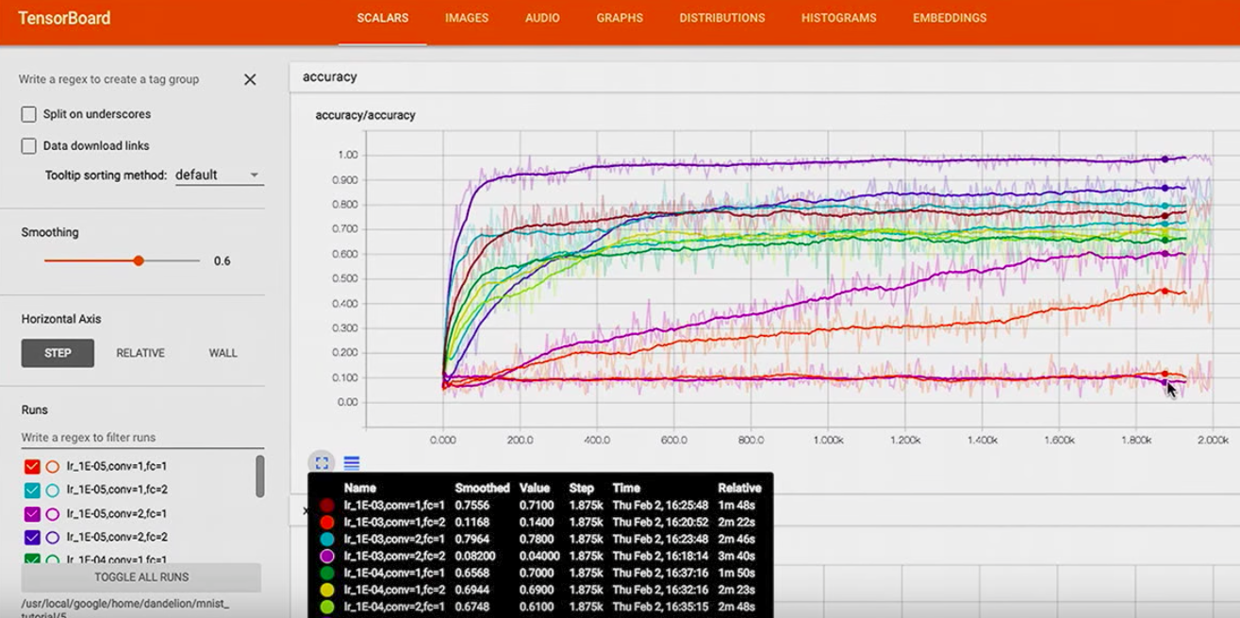 TensorBoard SCALARS IMAGES AUDIO GRAPHS DISTRIBUTIONS HISTOGRAMS EMBEDDINGS
Write a regex to create a tag group
Split on underscores
Data download links
Tooltip sorting method: default
Smoothing
0.6
Horizontal Axis
STEP RELATIVE WALL
Runs
Write a regex to filter runs
lr_1E-05,conv=1,fc=1
lr_1E-05,conv=1,fc=2
lr_1E-05,conv=2,fc=1
lr_1E-05,conv=2,fc=2
lr_1E-04,conv=1,fc=1
TOGGLE ALL RUNS
/usr/local/google/home/dandelion/mnist_
tutorial/5
accuracy
accuracy/accuracy
1.00
0.900
0.800
0.700
0.600
0.500
0.400
0.300
0.200
0.100
0.00
0.000 200.0 400.0 600.0 800.0 1.000k 1.200k 1.400k 1.600k 1.800k 2.000k
Name Smoothed Value Step Time Relative
lr_1E-03,conv=1,fc=1 0.7556 0.7100 1.875k Thu Feb 2, 16:25:48 1m 48s
lr_1E-03,conv=1,fc=2 0.1168 0.1400 1.875k Thu Feb 2, 16:20:52 2m 22s
lr_1E-03,conv=2,fc=1 0.7964 0.7800 1.875k Thu Feb 2, 16:23:48 2m 46s
lr_1E-03,conv=2,fc=2 0.08200 0.04000 1.875k Thu Feb 2, 16:18:14 3m 40s
lr_1E-04,conv=1,fc=1 0.6568 0.7000 1.875k Thu Feb 2, 16:37:16 1m 50s
lr_1E-04,conv=1,fc=2 0.6944 0.6900 1.875k Thu Feb 2, 16:32:16 2m 23s
lr_1E-04,conv=2,fc=1 0.6748 0.6100 1.875k Thu Feb 2, 16:35:15 2m 48s